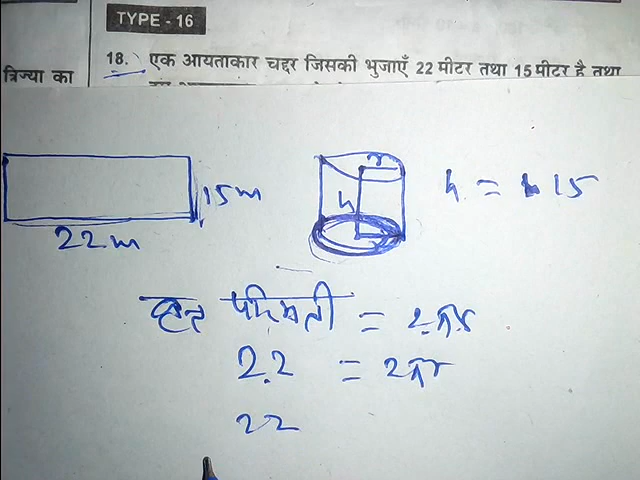 TYPE - 16
18. एक आयताकार चद्दर जिसकी भुजाएँ 22 मीटर तथा 15 मीटर है तथा
त्रिज्या का
15m
22m
r
h
r
h = 15
= 2πr
22 = 2πr
22